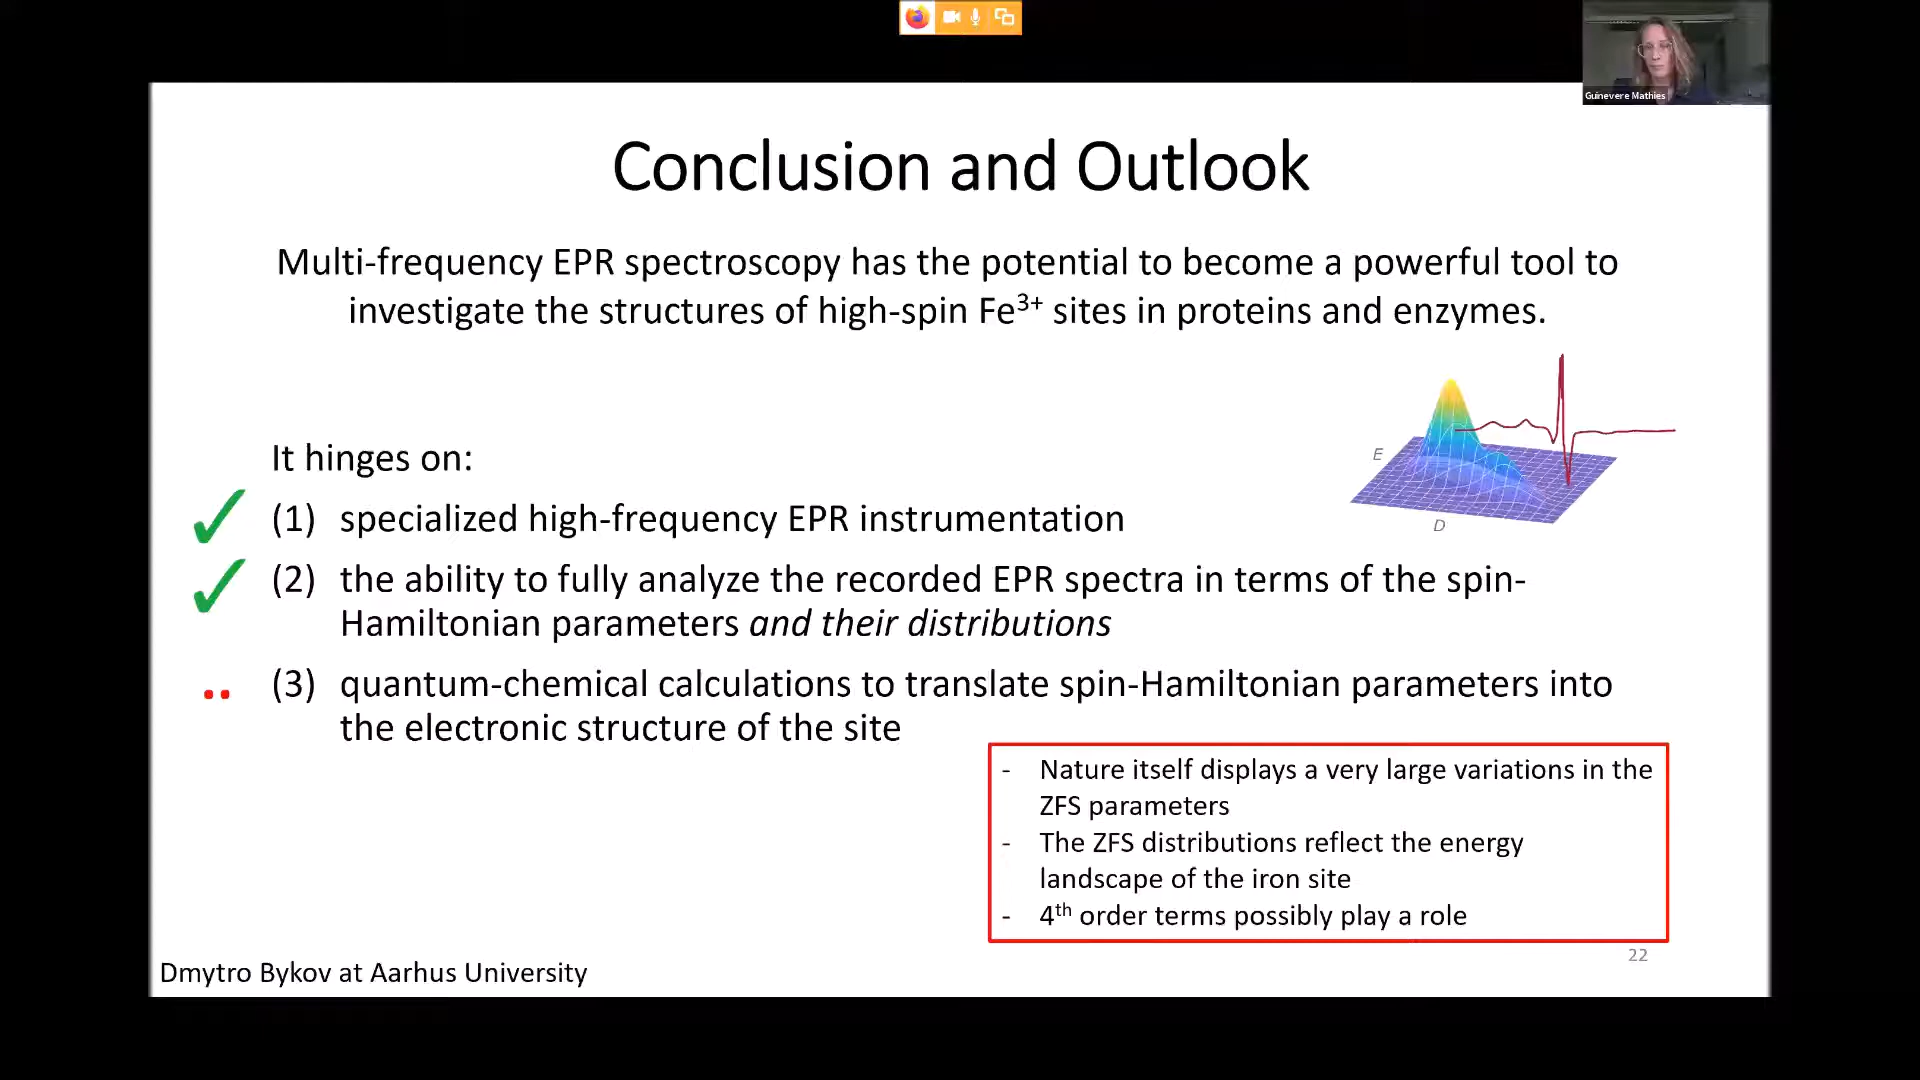 Guinevere Mathies
Conclusion and Outlook
Multi-frequency EPR spectroscopy has the potential to become a powerful tool to
investigate the structures of high-spin Fe³⁺ sites in proteins and enzymes.
E
D
It hinges on:
(1) specialized high-frequency EPR instrumentation
(2) the ability to fully analyze the recorded EPR spectra in terms of the spin-
Hamiltonian parameters and their distributions
.. (3) quantum-chemical calculations to translate spin-Hamiltonian parameters into
the electronic structure of the site
- Nature itself displays a very large variations in the
ZFS parameters
- The ZFS distributions reflect the energy
landscape of the iron site
- 4ᵗʰ order terms possibly play a role
22
Dmytro Bykov at Aarhus University